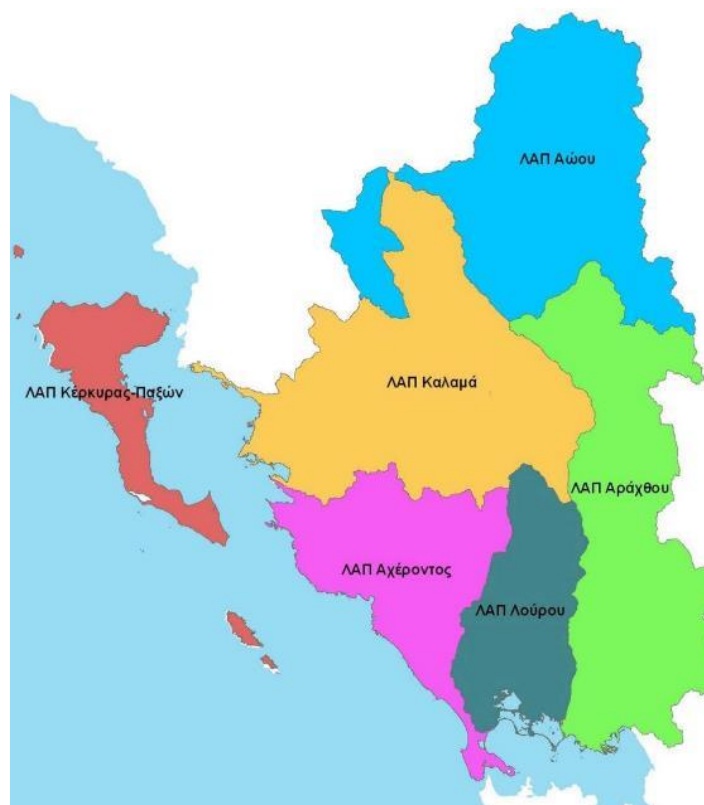 ΛΑΠ Αώου
ΛΑΠ Καλαμά
ΛΑΠ Κέρκυρας-Παξών
ΛΑΠ Αράχθου
ΛΑΠ Αχέροντος
ΛΑΠ Λούρου